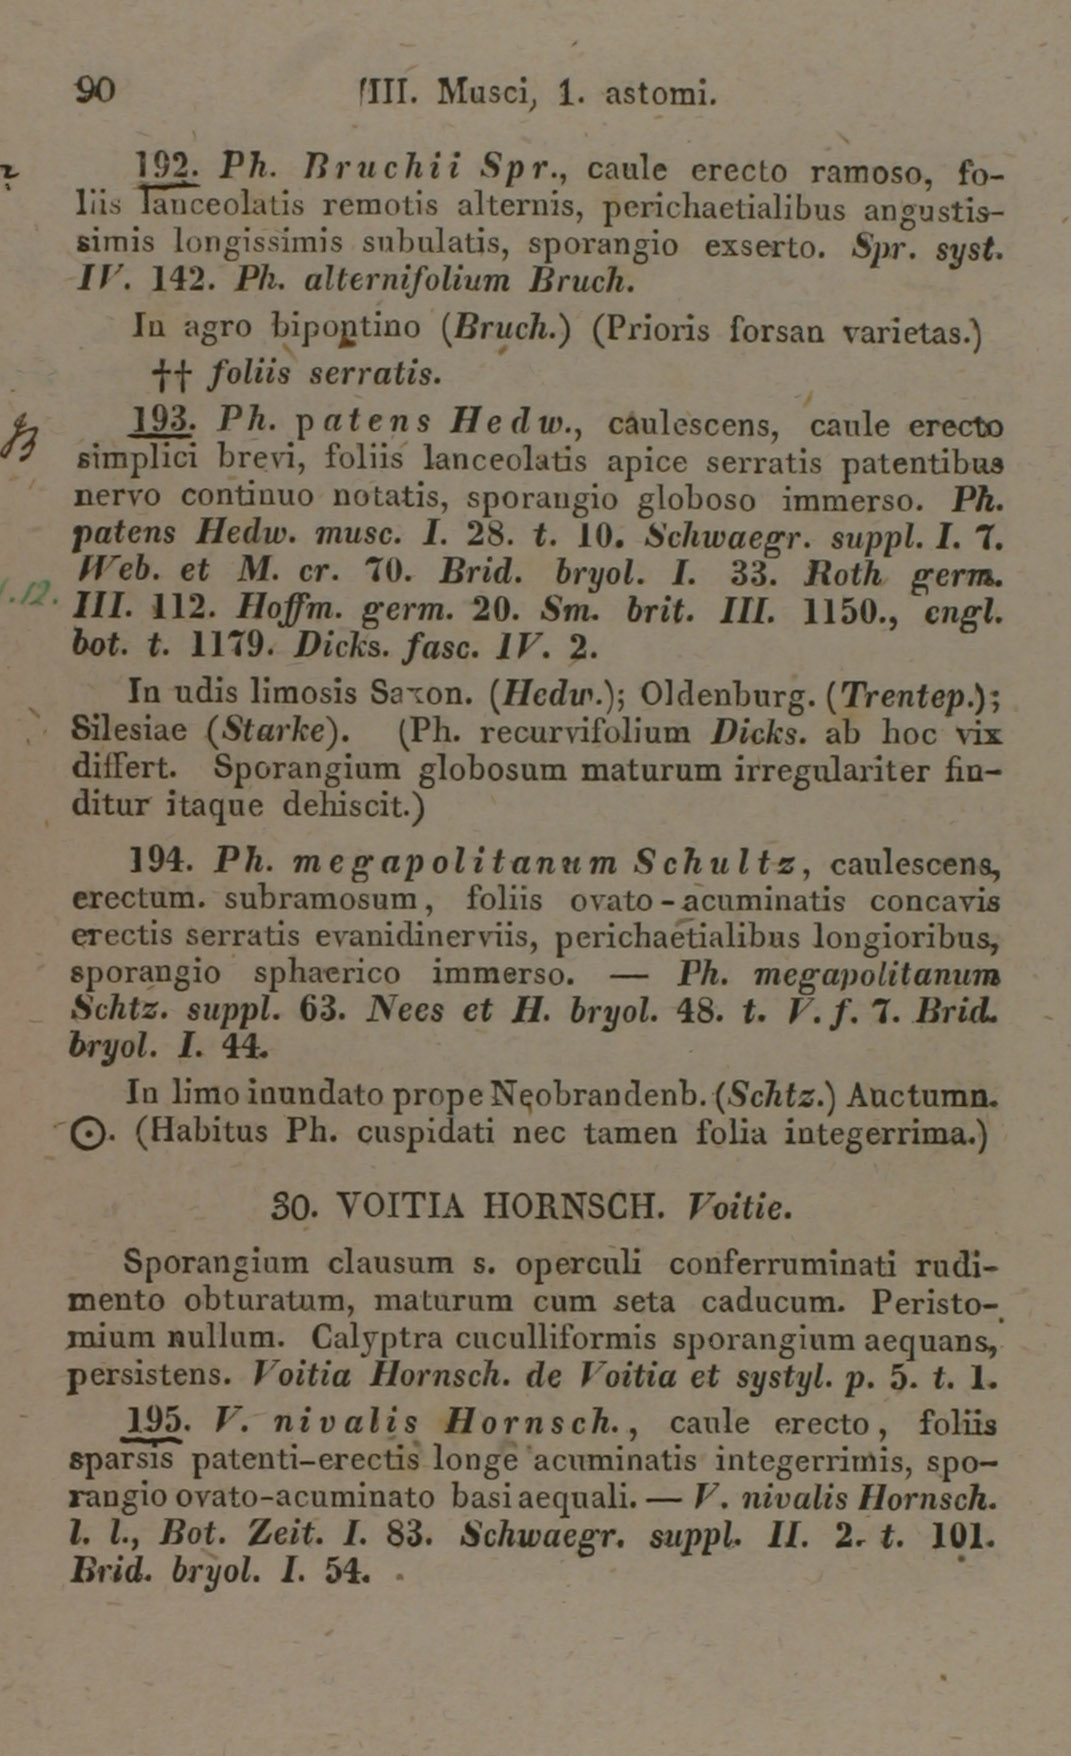 90 III. Musci, 1. astomi.
192. Ph. Bruchii Spr., caule erecto ramoso, fo-
liis lanceolatis remotis alternis, perichaetialibus angustis-
simis longissimis subulatis, sporangio exserto. Spr. syst.
IV. 142. Ph. alternifolium Bruch.
In agro bipontino (Bruch.) (Prioris forsan varietas.)
†† foliis serratis.
193. Ph. patens Hedw., caulescens, caule erecto
simplici brevi, foliis lanceolatis apice serratis patentibus
nervo continuo notatis, sporangio globoso immerso. Ph.
patens Hedw. musc. I. 28. t. 10. Schwaegr. suppl. I. 7.
Web. et M. cr. 70. Brid. bryol. I. 33. Roth germ.
III. 112. Hoffm. germ. 20. Sm. brit. III. 1150., engl.
bot. t. 1179. Dicks. fasc. IV. 2.
In udis limosis Saxon. (Hedw.); Oldenburg. (Trentep.);
Silesiae (Starke). (Ph. recurvifolium Dicks. ab hoc vix
differt. Sporangium globosum maturum irregulariter fin-
ditur itaque dehiscit.)
194. Ph. megapolitanum Schultz, caulescens,
erectum. subramosum, foliis ovato-acuminatis concavis
erectis serratis evanidinerviis, perichaetialibus longioribus,
sporangio sphaerico immerso. — Ph. megapolitanum
Schtz. suppl. 63. Nees et H. bryol. 48. t. V. f. 7. Brid.
bryol. I. 44.
In limo inundato prope Neobrandenb. (Schtz.) Auctumn.
☉. (Habitus Ph. cuspidati nec tamen folia integerrima.)
30. VOITIA HORNSCH. Voitie.
Sporangium clausum s. operculi conferruminati rudi-
mento obturatum, maturum cum seta caducum. Peristo-
mium nullum. Calyptra cuculliformis sporangium aequans,
persistens. Voitia Hornsch. de Voitia et systyl. p. 5. t. 1.
195. V. nivalis Hornsch., caule erecto, foliis
sparsis patenti-erectis longe acuminatis integerrimis, spo-
rangio ovato-acuminato basi aequali. — V. nivalis Hornsch.
l. l., Bot. Zeit. I. 83. Schwaegr. suppl. II. 2. t. 101.
Brid. bryol. I. 54.